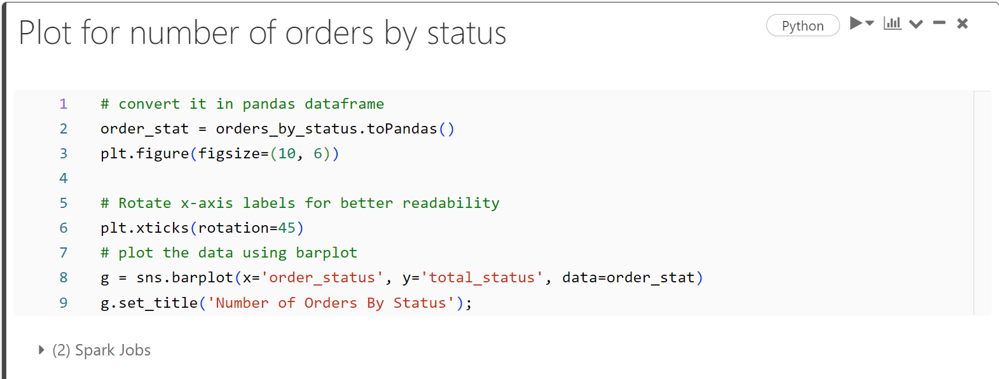 Plot for number of orders by status
Python
1 # convert it in pandas dataframe
2 order_stat = orders_by_status.toPandas()
3 plt.figure(figsize=(10, 6))
4
5 # Rotate x-axis labels for better readability
6 plt.xticks(rotation=45)
7 # plot the data using barplot
8 g = sns.barplot(x='order_status', y='total_status', data=order_stat)
9 g.set_title('Number of Orders By Status');
(2) Spark Jobs